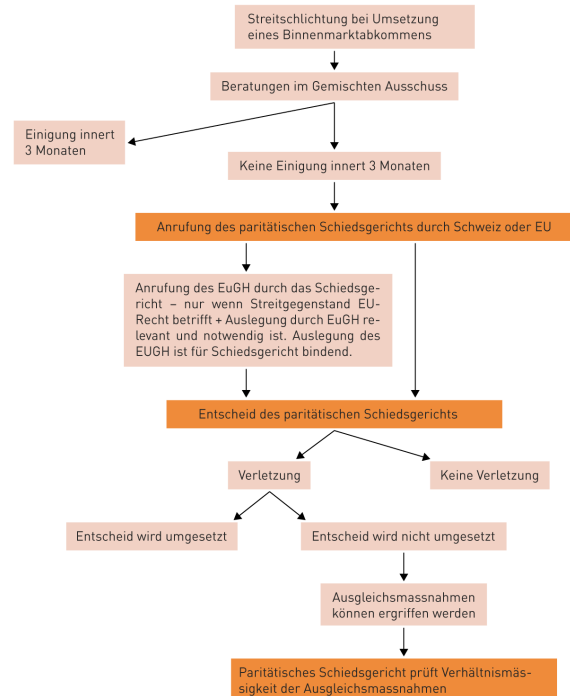 Streitschlichtung bei Umsetzung
eines Binnenmarktabkommens
Beratungen im Gemischten Ausschuss
Einigung innert
3 Monaten
Keine Einigung innert 3 Monaten
Anrufung des paritätischen Schiedsgerichts durch Schweiz oder EU
Anrufung des EuGH durch das Schiedsge-
richt – nur wenn Streitgegenstand EU-
Recht betrifft + Auslegung durch EuGH re-
levant und notwendig ist. Auslegung des
EUGH ist für Schiedsgericht bindend.
Entscheid des paritätischen Schiedsgerichts
Verletzung
Keine Verletzung
Entscheid wird umgesetzt
Entscheid wird nicht umgesetzt
Ausgleichsmassnahmen
können ergriffen werden
Paritätisches Schiedsgericht prüft Verhältnismäs-
sigkeit der Ausgleichsmassnahmen